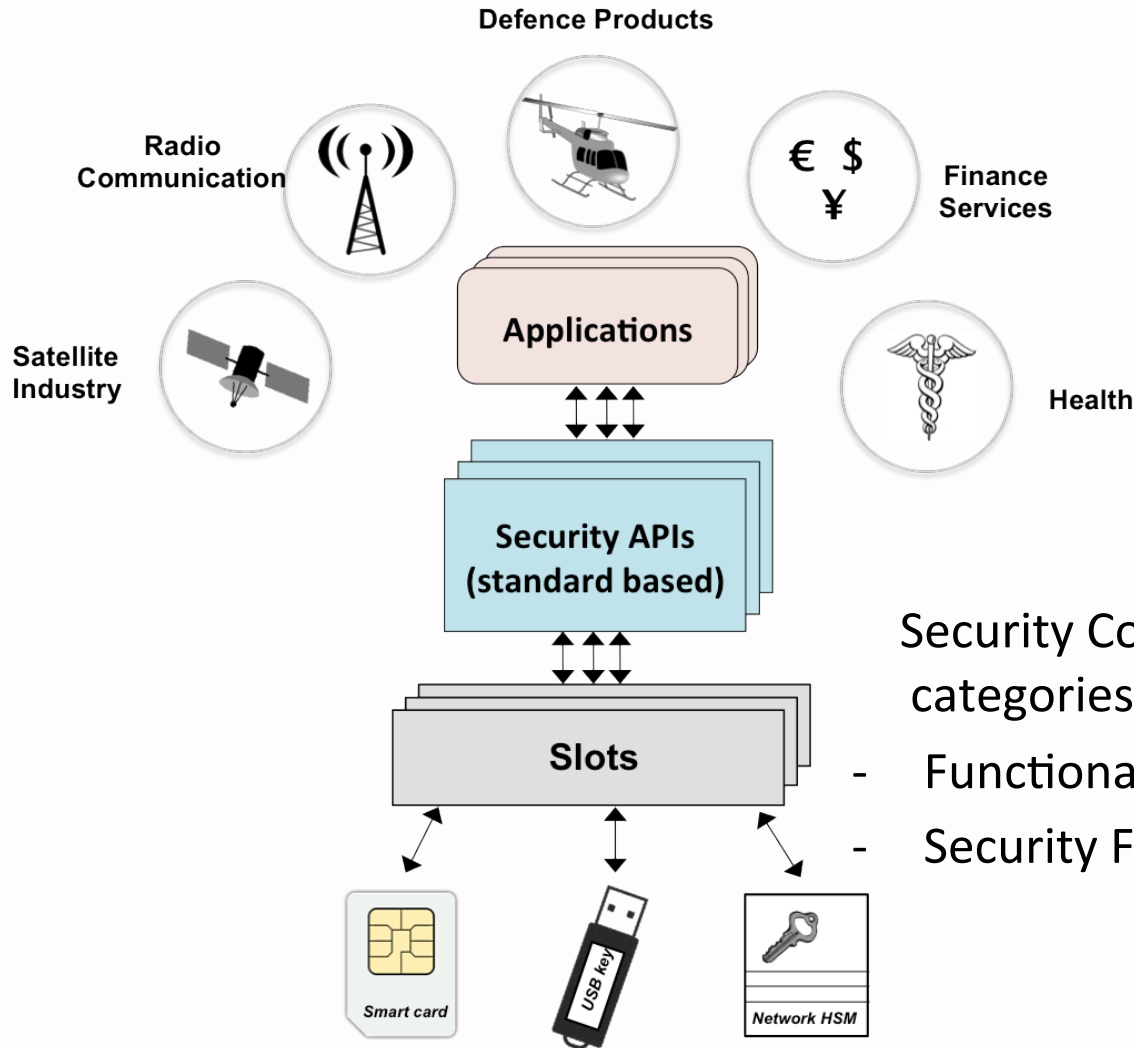 Defence Products
Radio
Communication
€ $
¥
Finance
Services
Satellite
Industry
Applications
Health
Security APIs
(standard based)
Security Co
categories
Slots
- Functiona
- Security F
Smart card
USB key
Network HSM